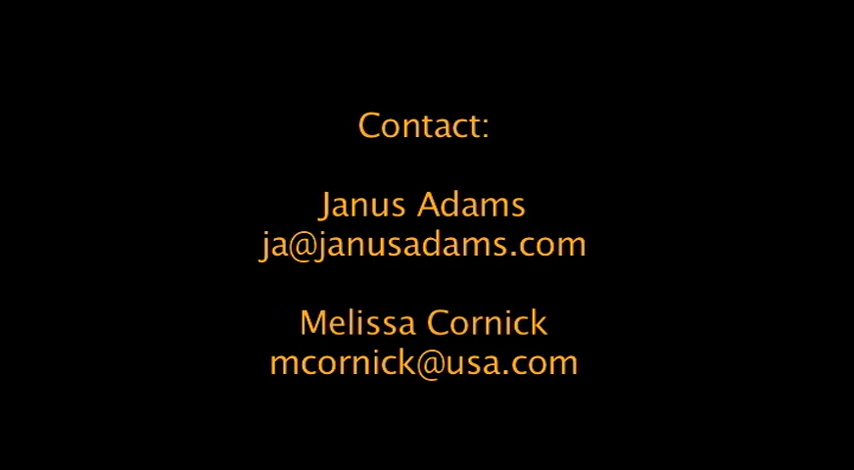 Contact:
Janus Adams
ja@janusadams.com
Melissa Cornick
mcornick@usa.com